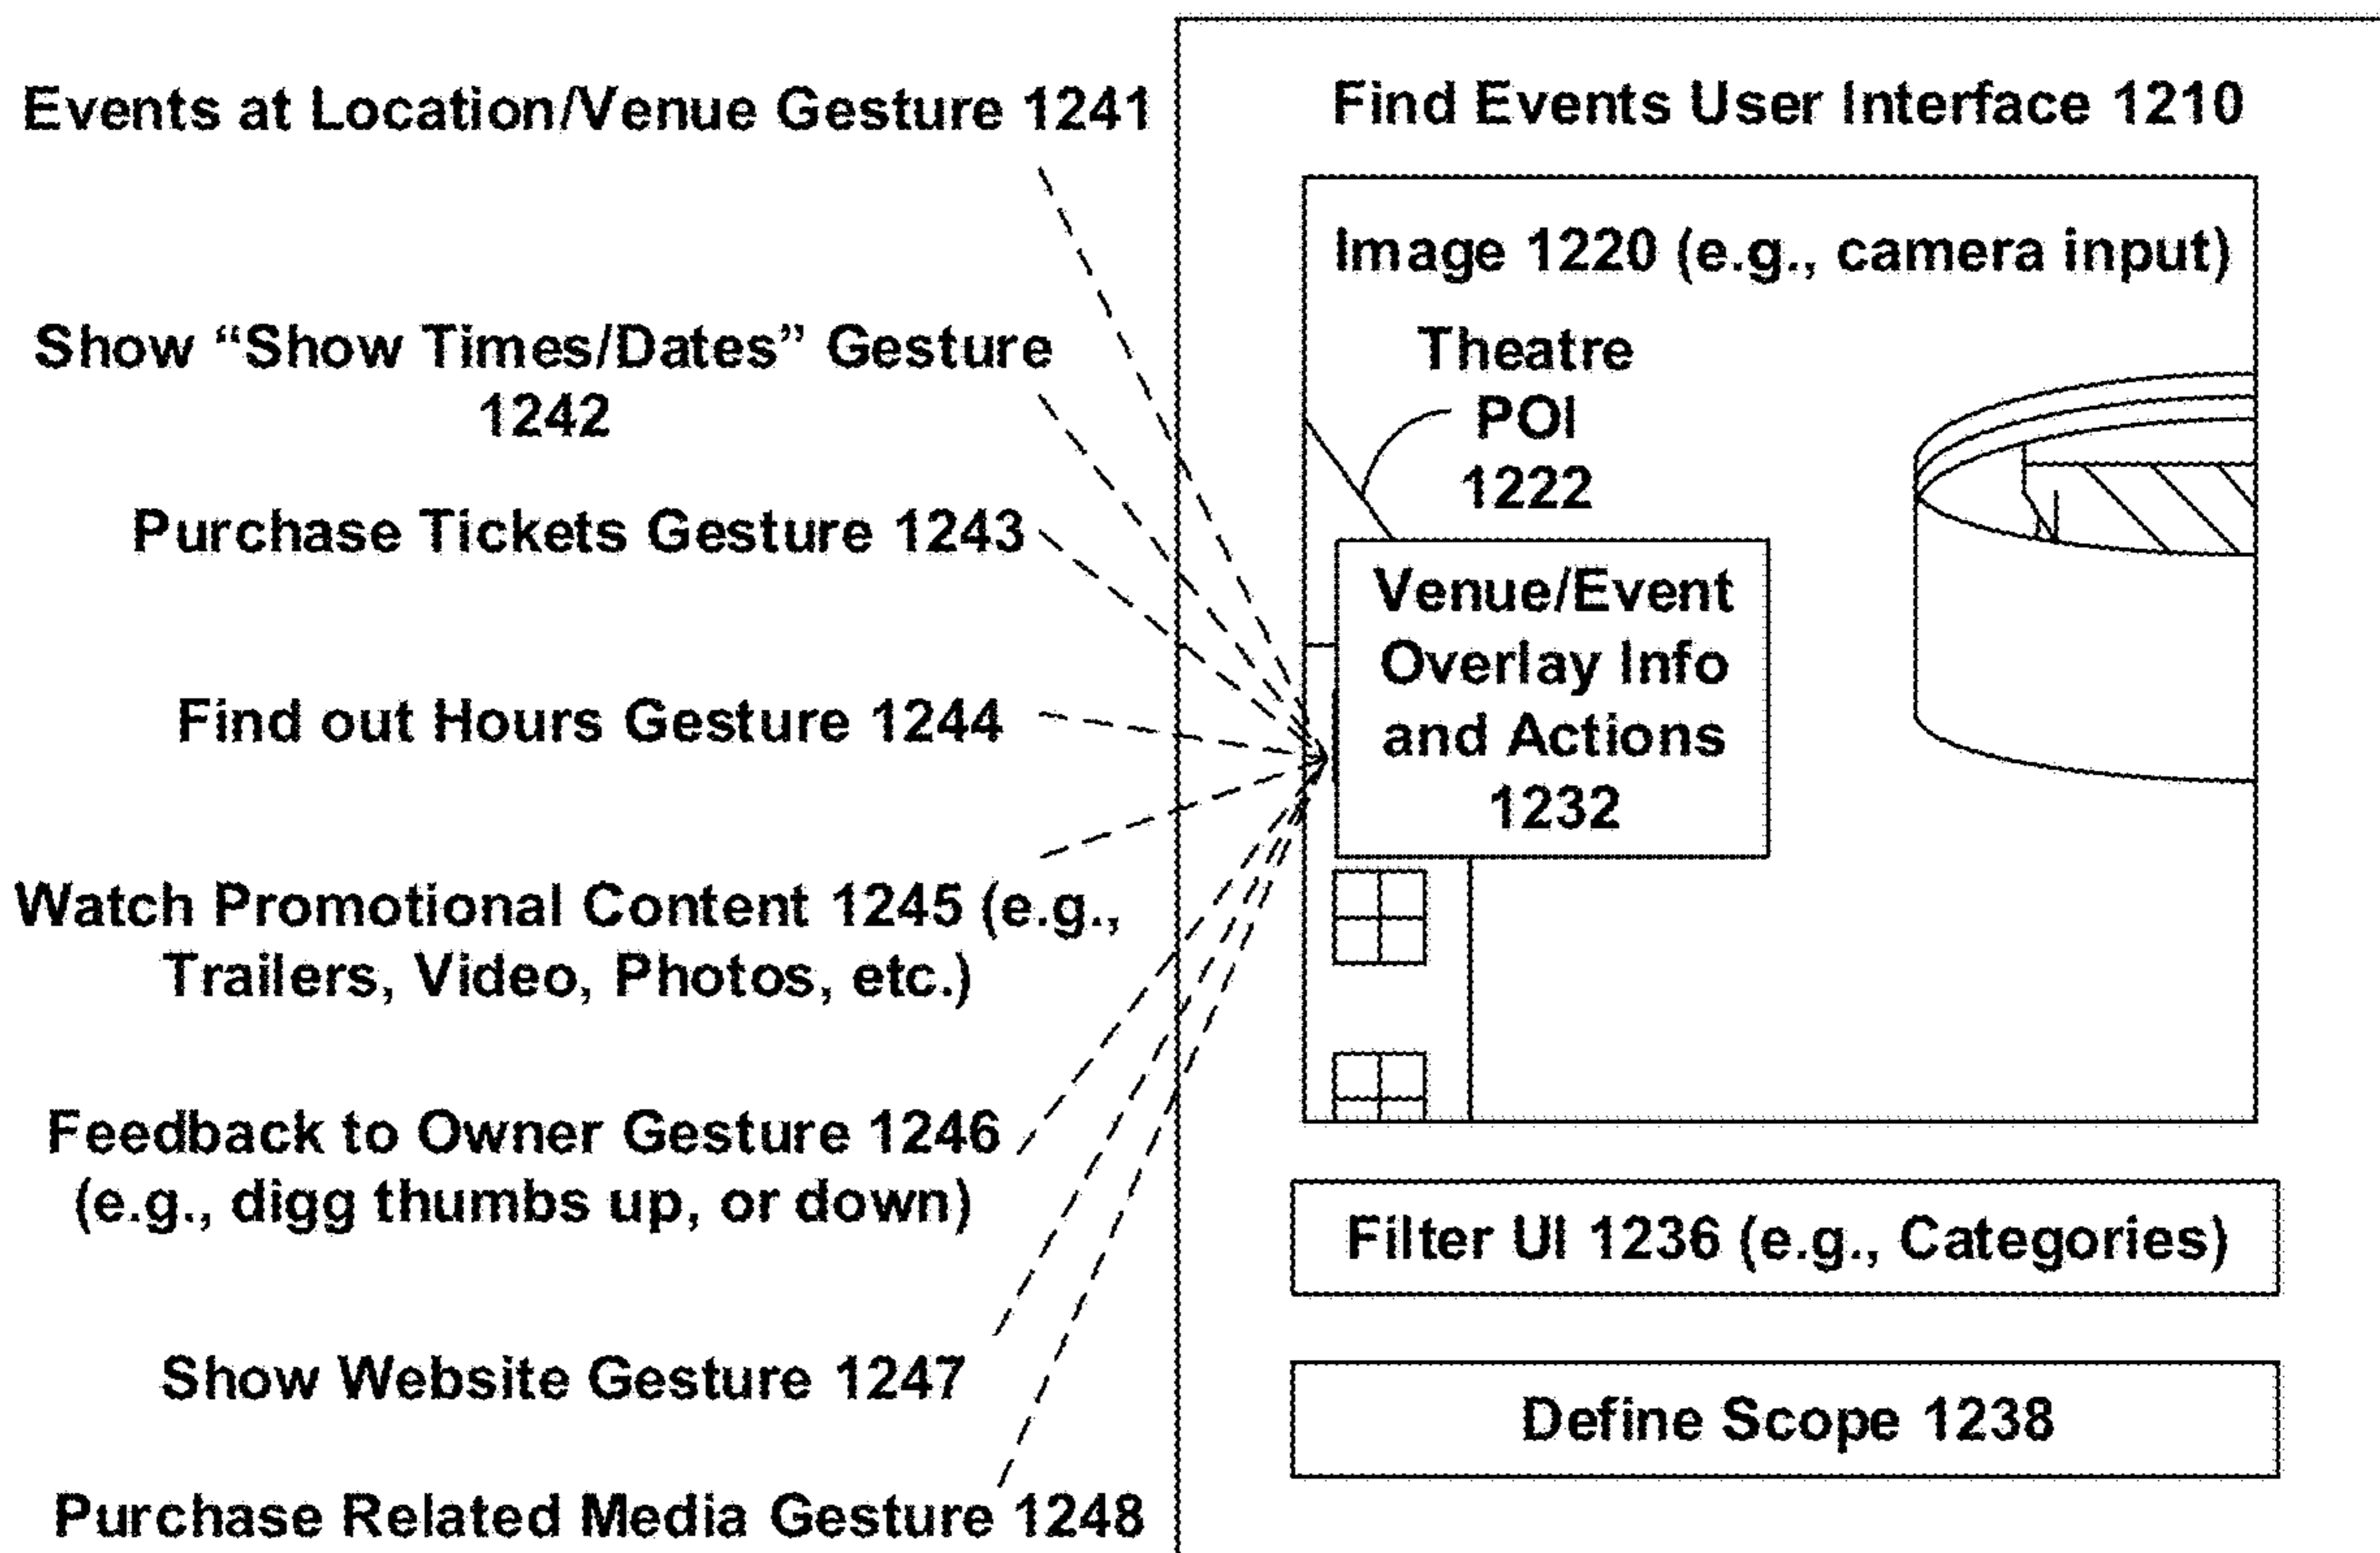 Events at Location/Venue Gesture 1241
Show “Show Times/Dates” Gesture
1242
Purchase Tickets Gesture 1243
Find out Hours Gesture 1244
Watch Promotional Content 1245 (e.g.,
Trailers, Video, Photos, etc.)
Feedback to Owner Gesture 1246
(e.g., digg thumbs up, or down)
Show Website Gesture 1247
Purchase Related Media Gesture 1248
Find Events User Interface 1210
Image 1220 (e.g., camera input)
Theatre
POI
1222
Venue/Event
Overlay Info
and Actions
1232
Filter UI 1236 (e.g., Categories)
Define Scope 1238